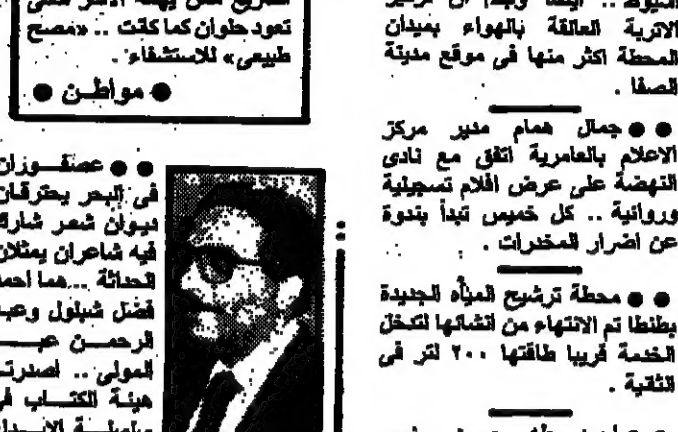 الاتربة العالقة بالهواء بميدان
المحطة اكثر منها فى موقع مدينة
الصفا .
●● جمال همام مدير مركز
الاعلام بالعامرية اتفق مع نادى
النهضة على عرض افلام تسجيلية
وروائية .. كل خميس تبدأ بندوة
عن اضرار المخدرات .
●● محطة ترشيح المياه الجديدة
بطنطا تم الانتهاء من انشائها لتدخل
الخدمة قريبا طاقتها ٢٠٠ لتر فى
الثانية .
تعود حلوان كما كانت .. «مصح
طبيعى» للاستشفاء .
● مواطن ●
●● عصفوران
فى البحر يحترقان
ديوان شعر شارك
فيه شاعران يمثلان
الحداثة ... هما احمد
فضل شبلول وعبد
الرحمن عبد
المولى .. اصدرته
هيئة الكتاب فى